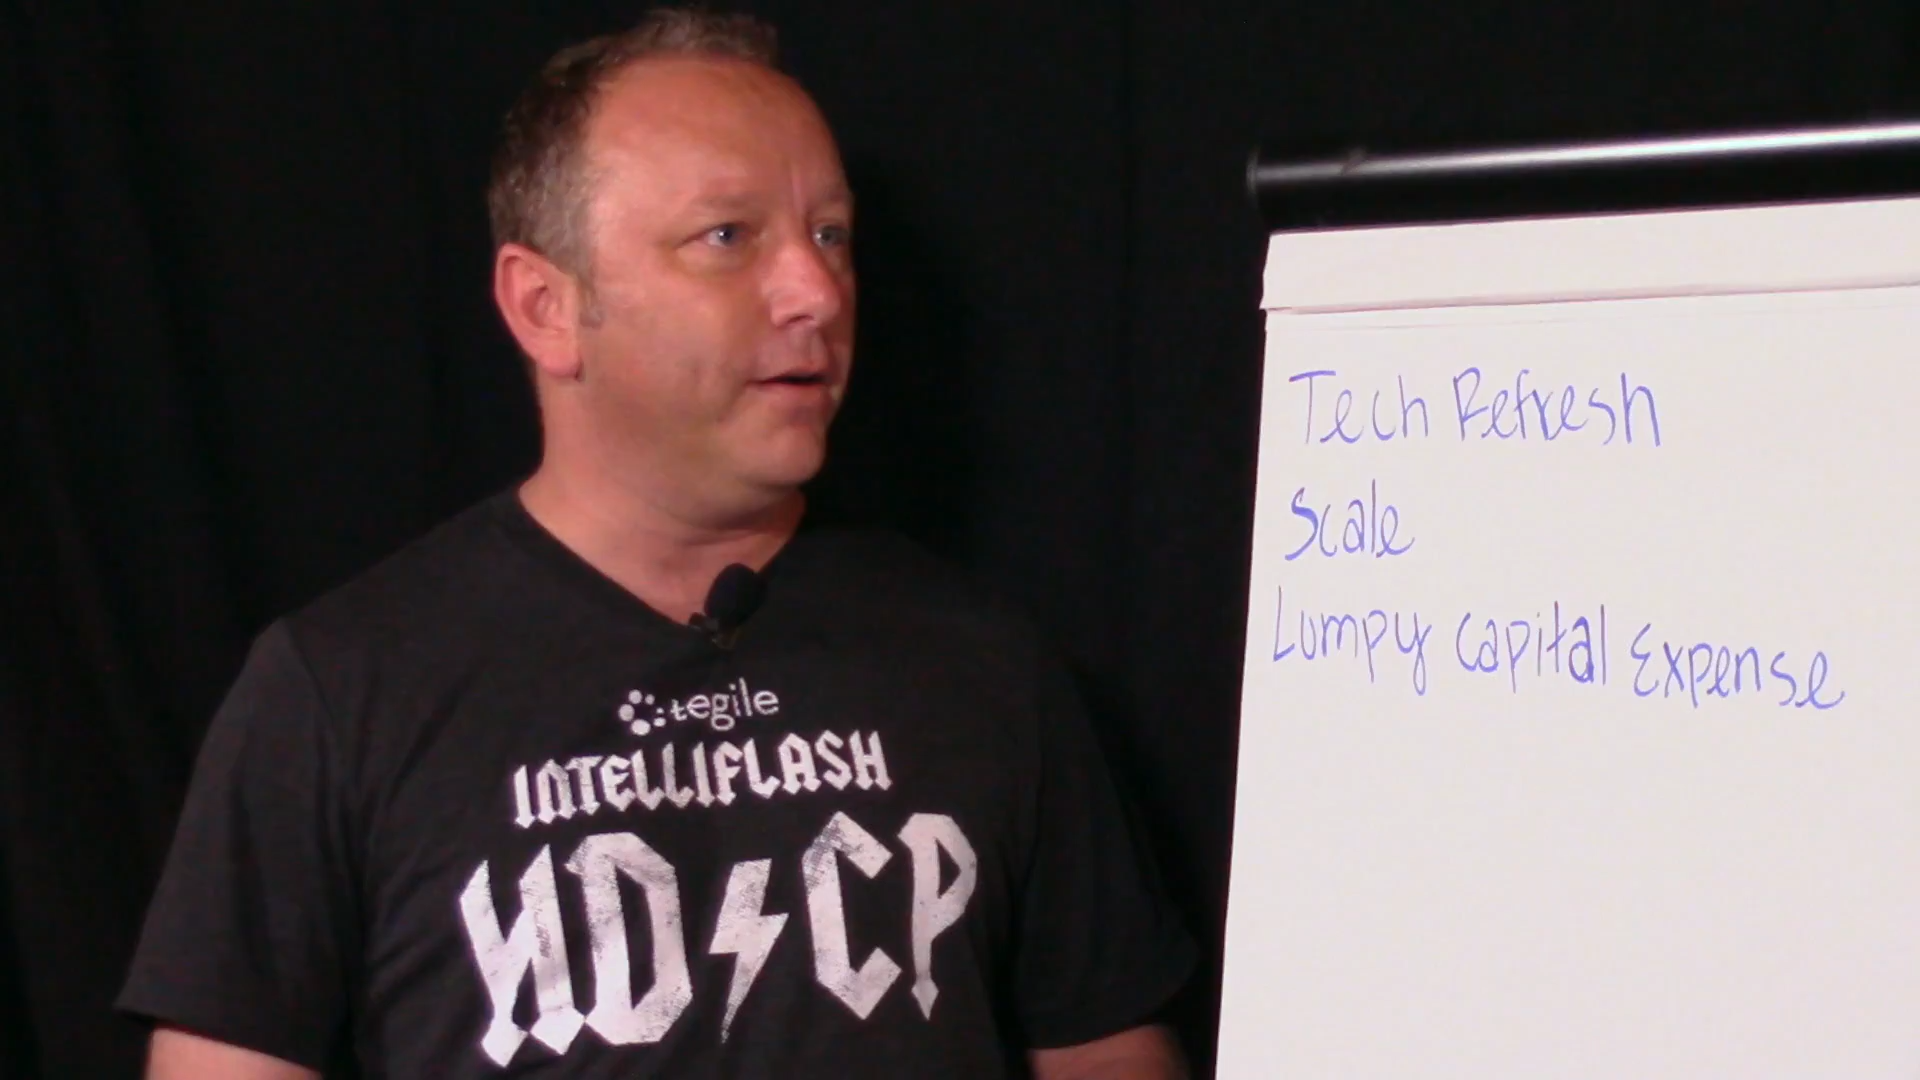 Tech Refresh
Scale
Lumpy Capital Expense
tegile
INTELLIFLASH
HD⚡CP